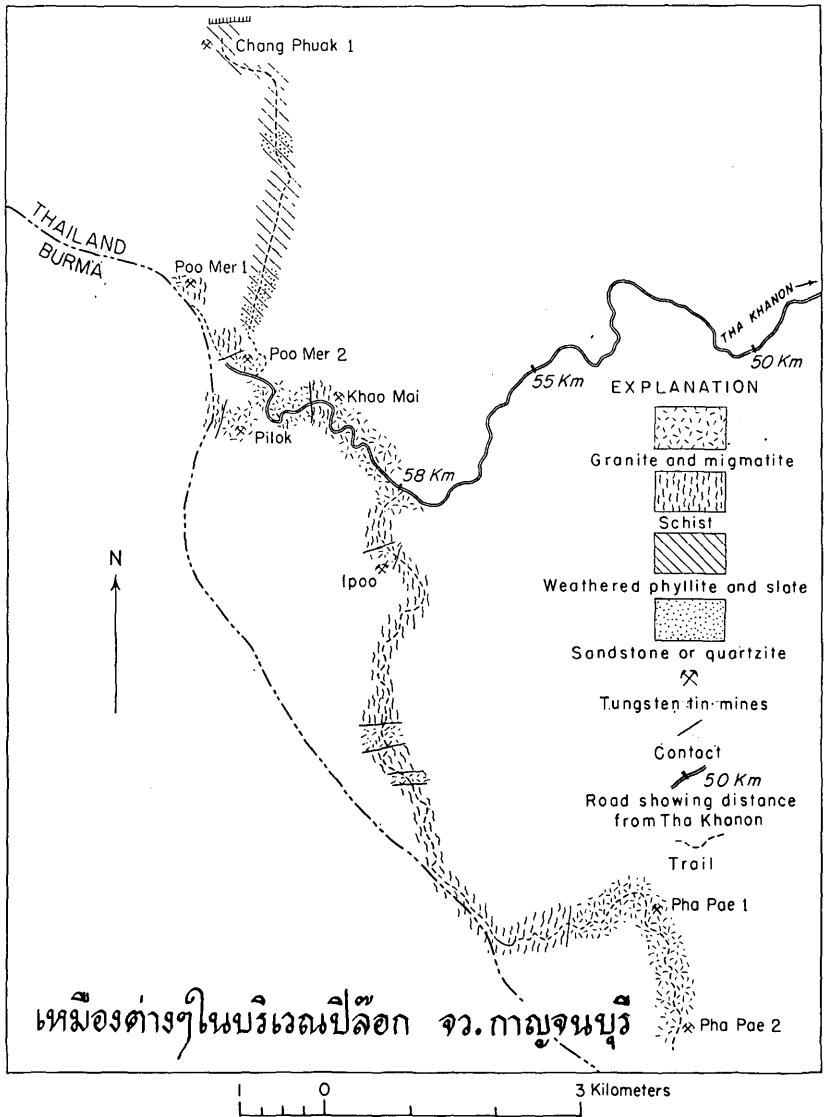 Chang Phuak 1
THAILAND
BURMA
Poo Mer 1
THA KHANON
Poo Mer 2
50 Km
55 Km
EXPLANATION
Khao Mai
Pilok
Granite and migmatite
58 Km
Schist
N
Ipoo
Weathered phyllite and slate
Sandstone or quartzite
Tungsten-tin mines
Contact
50 Km
Road showing distance
from Tha Khanon
Trail
Pha Pae 1
เหมืองต่างๆในบริเวณปิล๊อก จว. กาญจนบุรี
Pha Pae 2
1 0 3 Kilometers